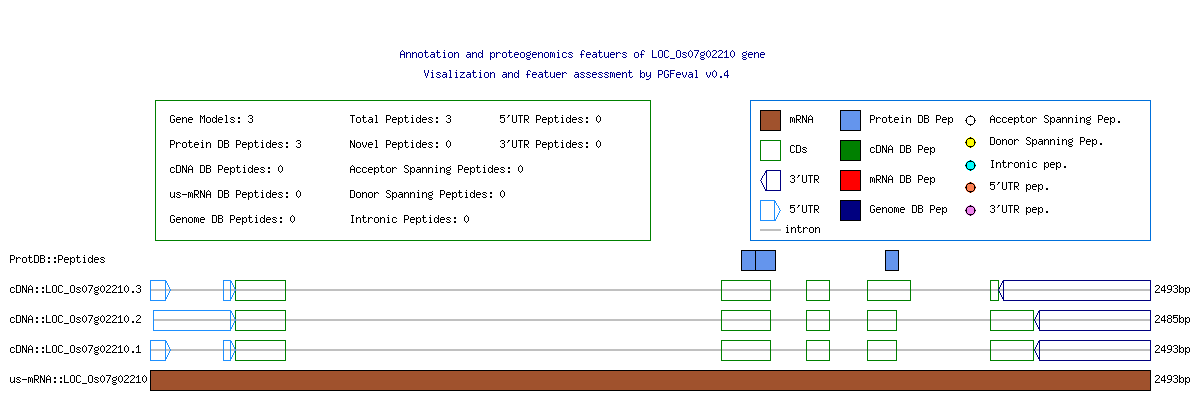 Annotation and proteogenomics featuers of LOC_Os07g02210 gene
Visalization and featuer assessment by PGFeval v0.4
Gene Models: 3 Total Peptides: 3 5'UTR Peptides: 0
Protein DB Peptides: 3 Novel Peptides: 0 3'UTR Peptides: 0
cDNA DB Peptides: 0 Acceptor Spanning Peptides: 0
us-mRNA DB Peptides: 0 Donor Spanning Peptides: 0
Genome DB Peptides: 0 Intronic Peptides: 0
mRNA Protein DB Pep Acceptor Spanning Pep.
CDs cDNA DB Pep Donor Spanning Pep.
3'UTR mRNA DB Pep Intronic pep.
5'UTR Genome DB Pep 5'UTR pep.
intron 3'UTR pep.
ProtDB::Peptides
cDNA::LOC_Os07g02210.3 2493bp
cDNA::LOC_Os07g02210.2 2485bp
cDNA::LOC_Os07g02210.1 2493bp
us-mRNA::LOC_Os07g02210 2493bp